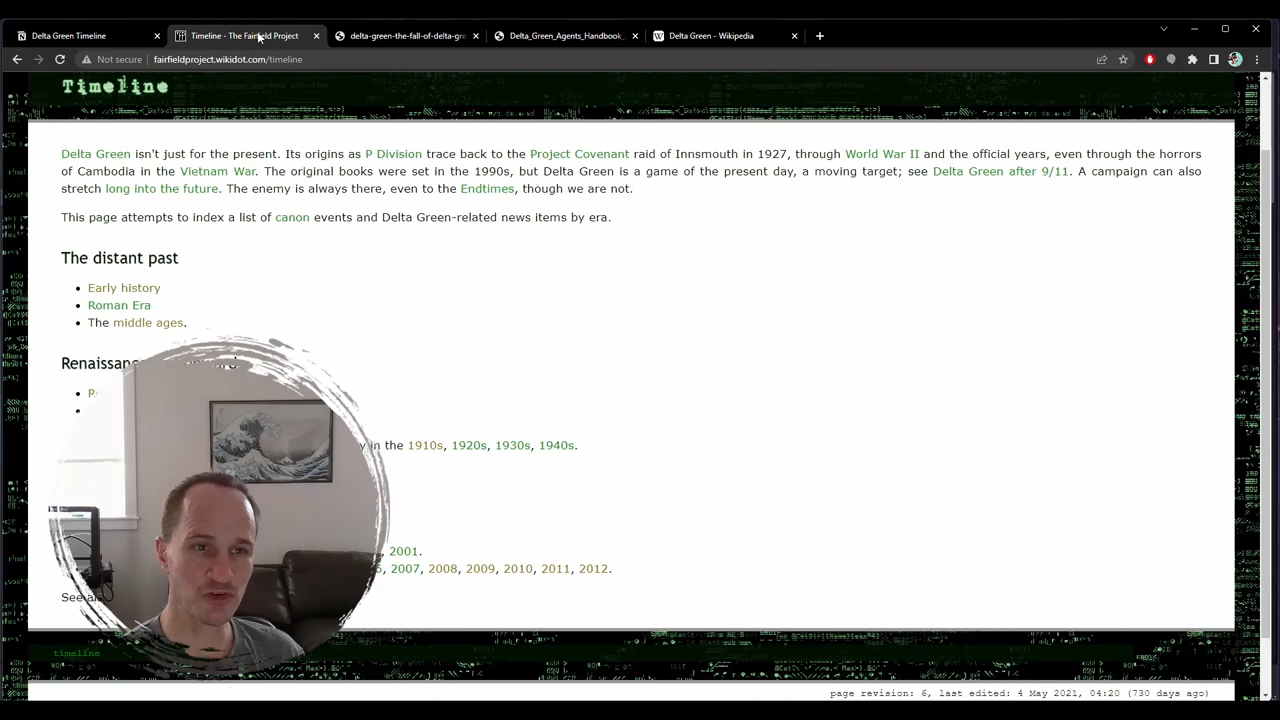 Delta Green Timeline
Timeline - The Fairfield Project
delta-green-the-fall-of-delta-gre
Delta_Green_Agents_Handbook_
Delta Green - Wikipedia
Not secure
fairfieldproject.wikidot.com/timeline
Timeline
Delta Green isn't just for the present. Its origins as P Division trace back to the Project Covenant raid of Innsmouth in 1927, through World War II and the official years, even through the horrors
of Cambodia in the Vietnam War. The original books were set in the 1990s, but Delta Green is a game of the present day, a moving target; see Delta Green after 9/11. A campaign can also
stretch long into the future. The enemy is always there, even to the Endtimes, though we are not.
This page attempts to index a list of canon events and Delta Green-related news items by era.
The distant past
Early history
Roman Era
The middle ages.
Renaissanc
in the 1910s, 1920s, 1930s, 1940s.
, 2001.
2007, 2008, 2009, 2010, 2011, 2012.
See
timeline
page revision: 6, last edited: 4 May 2021, 04:20 (730 days ago)